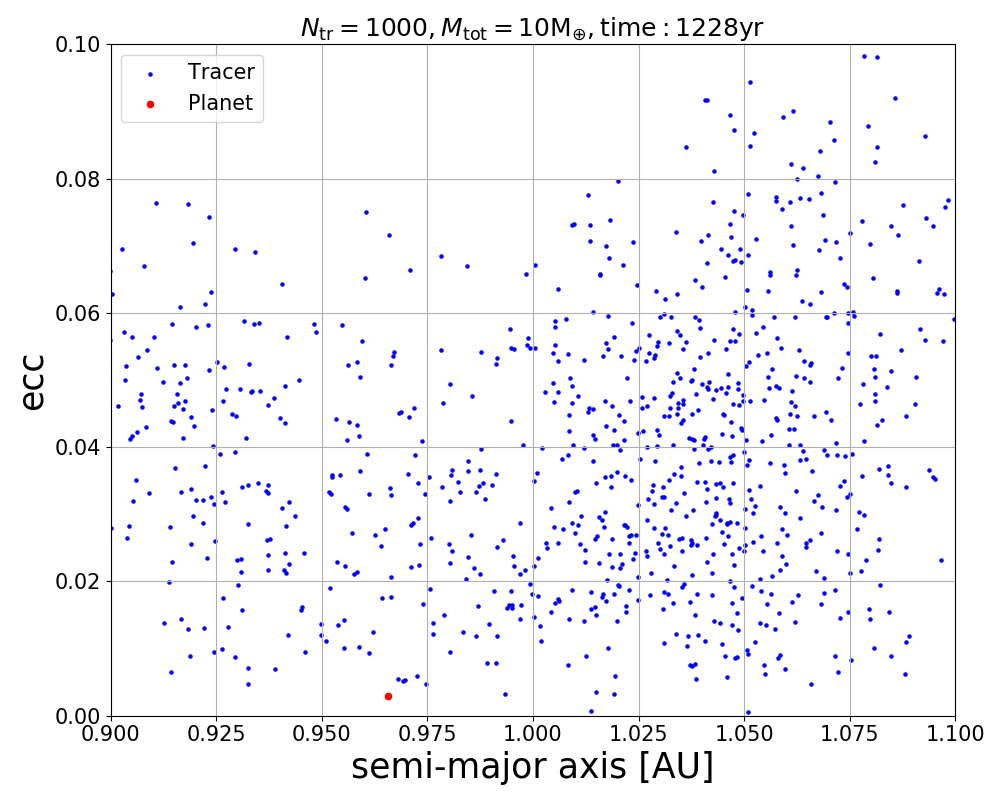 N_tr = 1000, M_tot = 10M_⊕, time : 1228yr
Tracer
Planet
0.10
0.08
0.06
0.04
0.02
0.00
ecc
0.900 0.925 0.950 0.975 1.000 1.025 1.050 1.075 1.100
semi-major axis [AU]